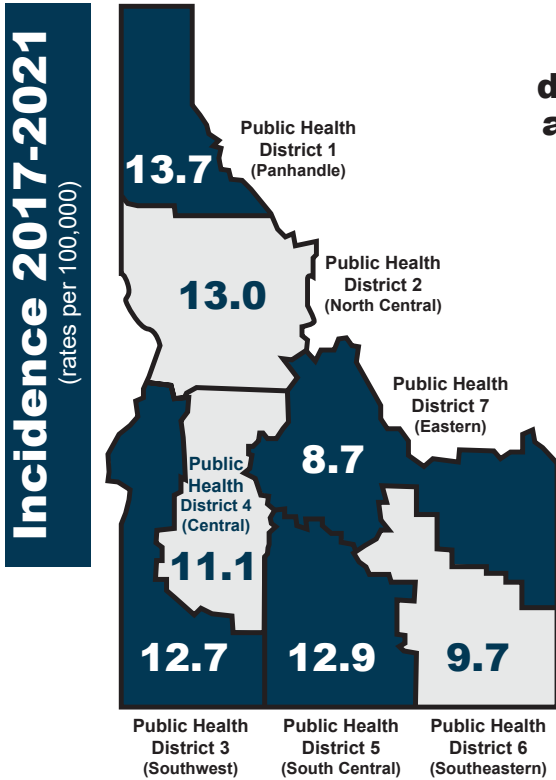 Incidence 2017-2021
(rates per 100,000)
d
a
Public Health
District 1
(Panhandle)
13.7
Public Health
District 2
(North Central)
13.0
Public Health
District 7
(Eastern)
8.7
Public
Health
District 4
(Central)
11.1
12.7
12.9
9.7
Public Health
District 3
(Southwest)
Public Health
District 5
(South Central)
Public Health
District 6
(Southeastern)